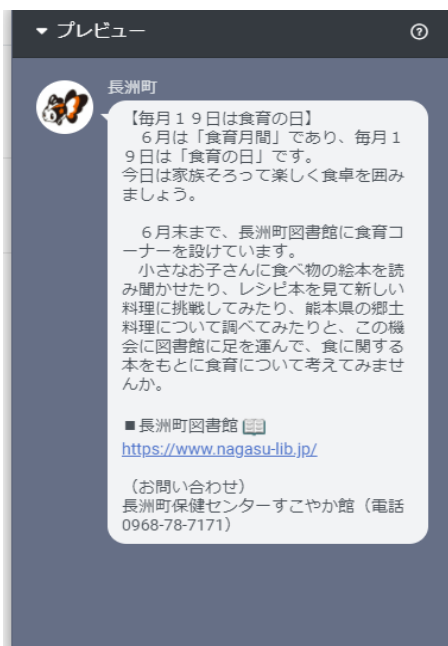 プレビュー
長洲町
【毎月19日は食育の日】
　6月は「食育月間」であり、毎月1
9日は「食育の日」です。
今日は家族そろって楽しく食卓を囲み
ましょう。
　6月末まで、長洲町図書館に食育コ
ーナーを設けています。
　小さなお子さんに食べ物の絵本を読
み聞かせたり、レシピ本を見て新しい
料理に挑戦してみたり、熊本県の郷土
料理について調べてみたりと、この機
会に図書館に足を運んで、食に関する
本をもとに食育について考えてみませ
んか。
■長洲町図書館📖
https://www.nagasu-lib.jp/
（お問い合わせ）
長洲町保健センターすこやか館（電話
0968-78-7171）